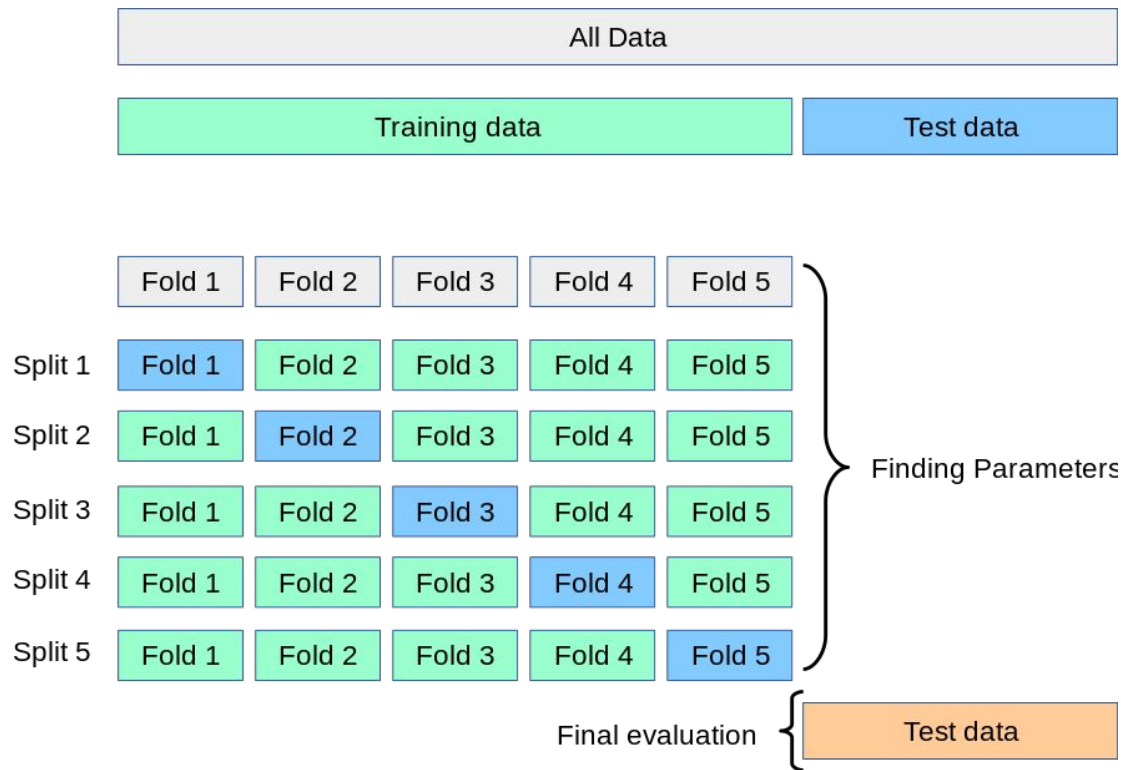 All Data
Training data Test data
Fold 1 Fold 2 Fold 3 Fold 4 Fold 5
Split 1 Fold 1 Fold 2 Fold 3 Fold 4 Fold 5
Split 2 Fold 1 Fold 2 Fold 3 Fold 4 Fold 5
Finding Parameters
Split 3 Fold 1 Fold 2 Fold 3 Fold 4 Fold 5
Split 4 Fold 1 Fold 2 Fold 3 Fold 4 Fold 5
Split 5 Fold 1 Fold 2 Fold 3 Fold 4 Fold 5
Final evaluation Test data